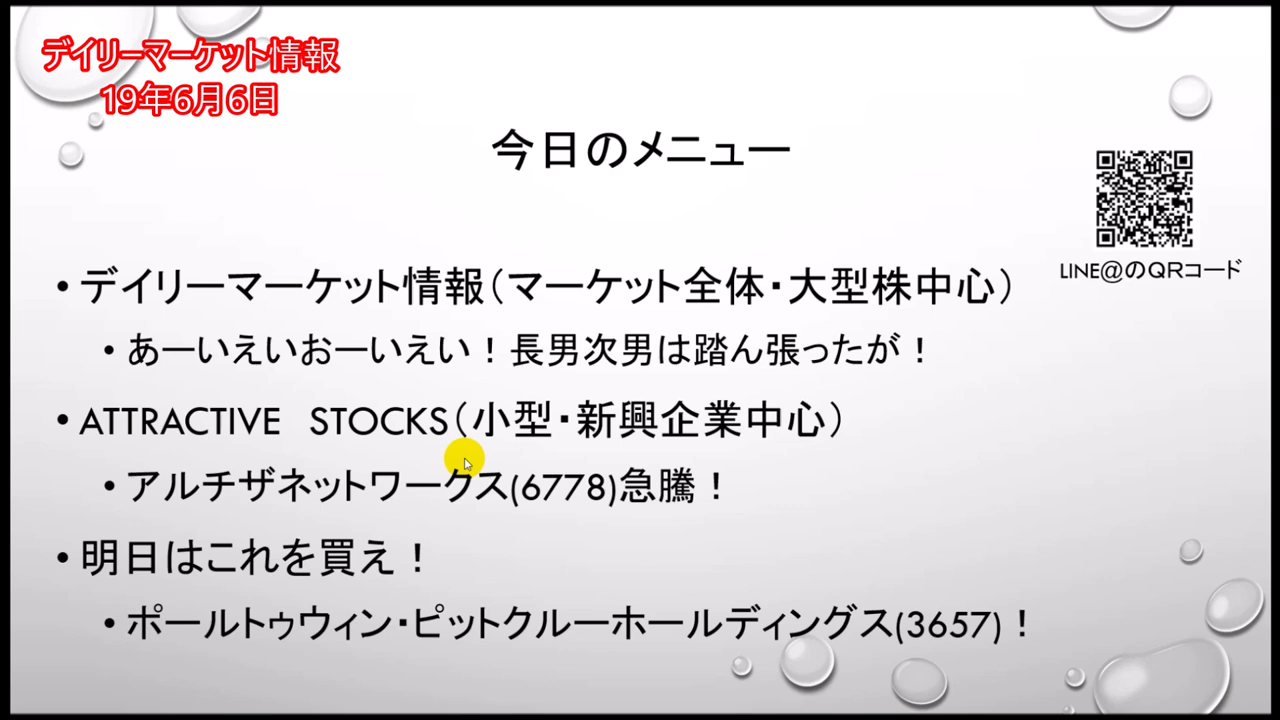 デイリーマーケット情報
19年6月6日
今日のメニュー
LINE@のQRコード
・デイリーマーケット情報（マーケット全体・大型株中心）
・あーいえいおーいえい！長男次男は踏ん張ったが！
・ATTRACTIVE　STOCKS（小型・新興企業中心）
・アルチザネットワークス(6778)急騰！
・明日はこれを買え！
・ポールトゥウィン・ピットクルーホールディングス(3657)！